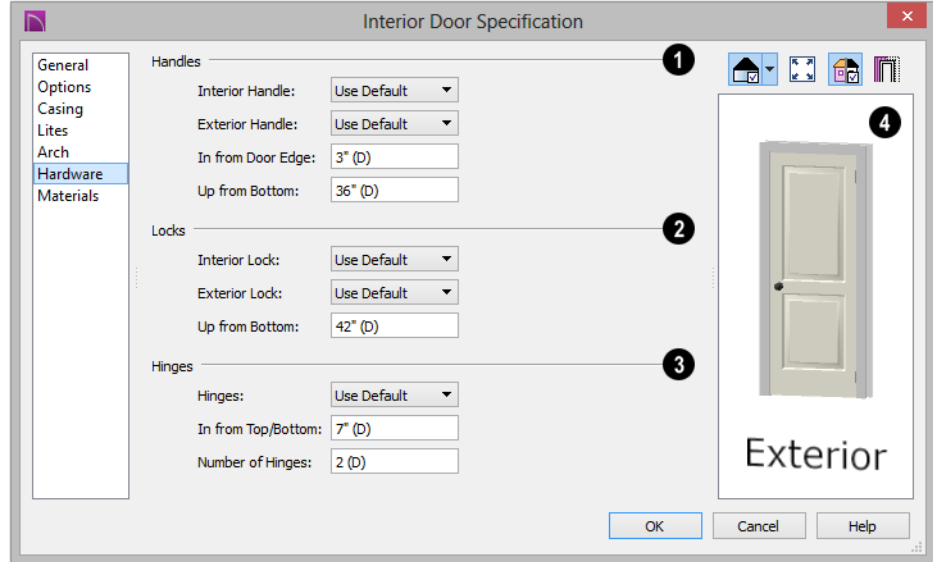 Interior Door Specification
General
Options
Casing
Lites
Arch
Hardware
Materials
Handles 1
Interior Handle: Use Default
Exterior Handle: Use Default
In from Door Edge: 3" (D)
Up from Bottom: 36" (D)
Locks 2
Interior Lock: Use Default
Exterior Lock: Use Default
Up from Bottom: 42" (D)
Hinges 3
Hinges: Use Default
In from Top/Bottom: 7" (D)
Number of Hinges: 2 (D)
4
Exterior
OK Cancel Help